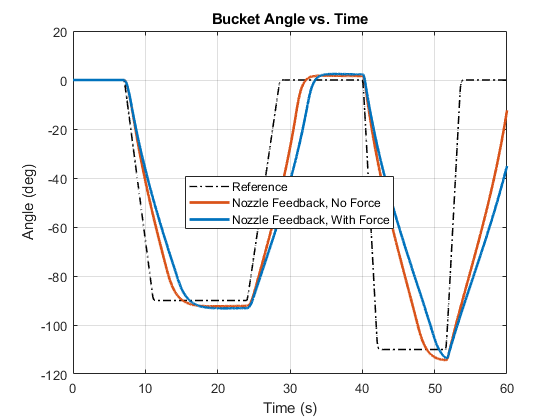 Bucket Angle vs. Time
20
0
-20
-40
-60
-80
-100
-120
Angle (deg)
Reference
Nozzle Feedback, No Force
Nozzle Feedback, With Force
0 10 20 30 40 50 60
Time (s)